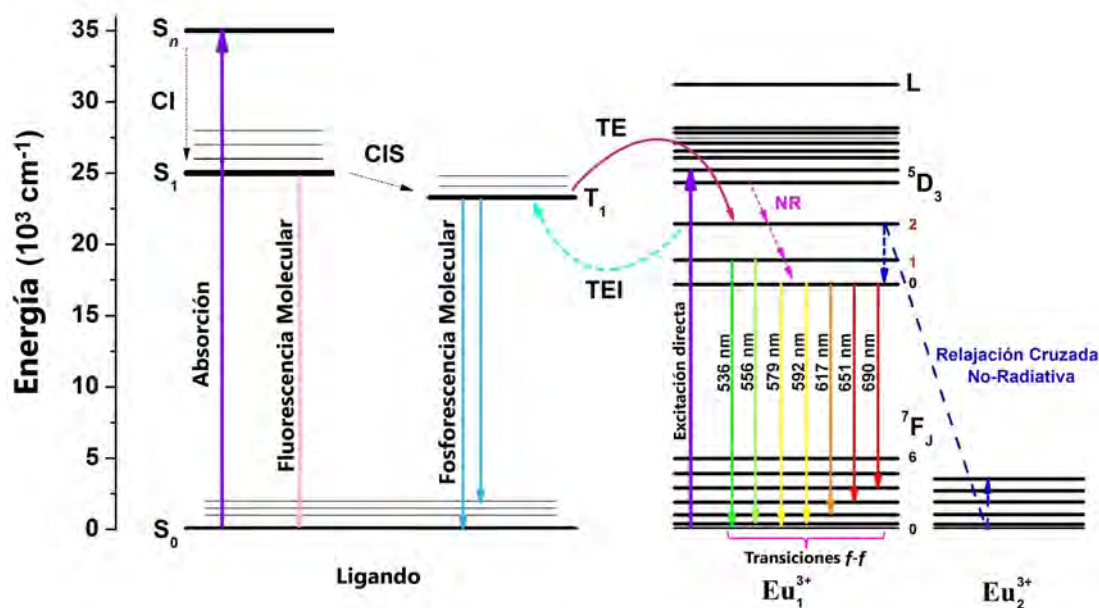 Energía (10³ cm⁻¹)
35
30
25
20
15
10
5
0
Sₙ
CI
S₁
CIS
T₁
TE
TEI
NR
L
⁵D₃
2
1
0
Absorción
Fluorescencia Molecular
Fosforescencia Molecular
Excitación directa
536 nm
556 nm
579 nm
592 nm
617 nm
651 nm
690 nm
Relajación Cruzada
No-Radiativa
⁷F_J
6
0
0
S₀
Ligando
Transiciones f-f
Eu₁³⁺
Eu₂³⁺